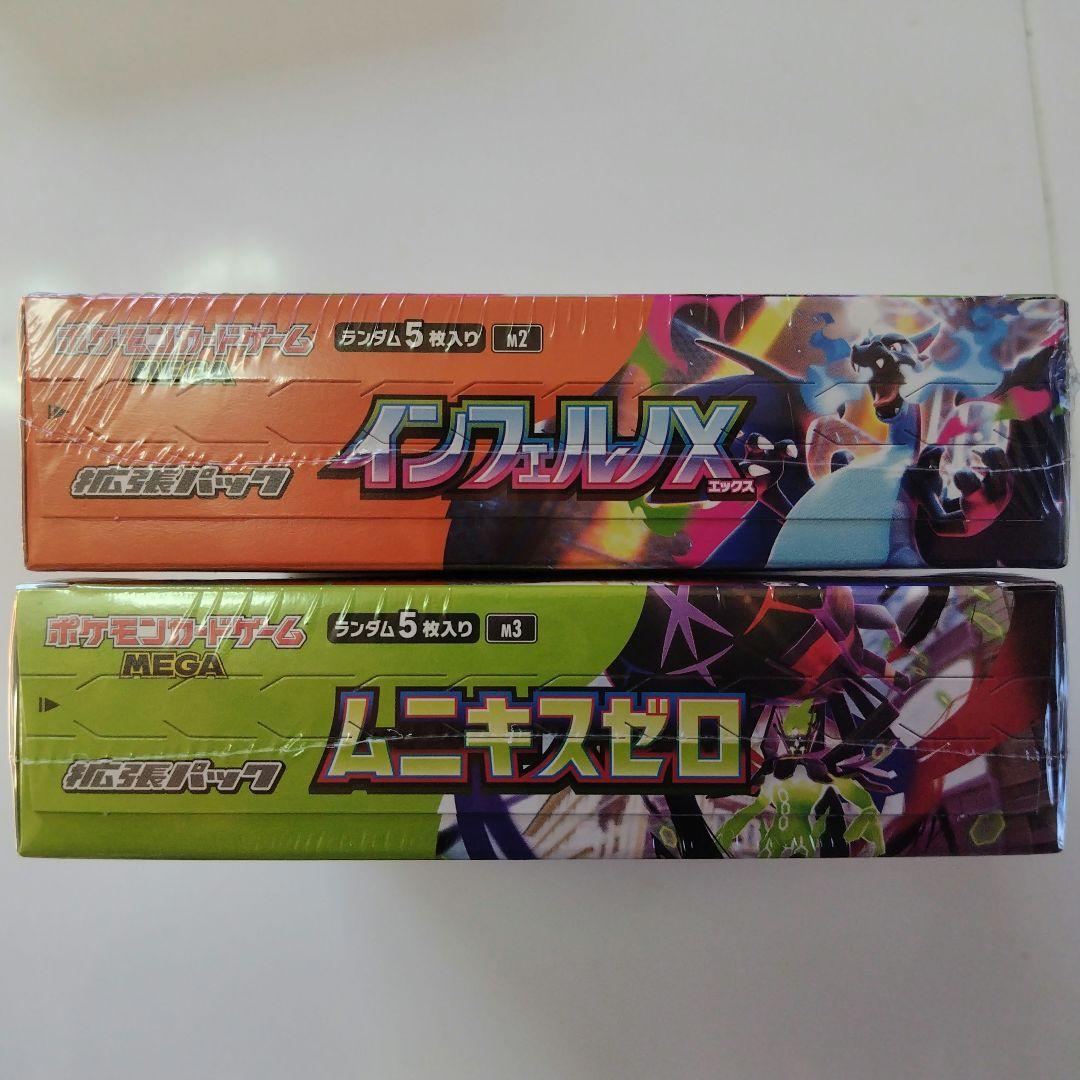 ポケモンカードゲーム
MEGA
ランダム5枚入り M2
インフェルノX
エックス
拡張パック
ポケモンカードゲーム
MEGA
ランダム5枚入り M3
ムニキスゼロ
拡張パック